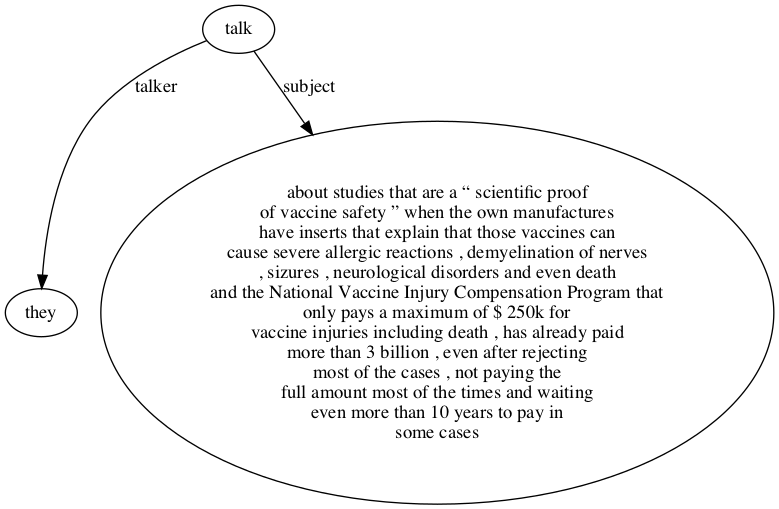 talk
talker
subject
about studies that are a “ scientific proof
of vaccine safety ” when the own manufactures
have inserts that explain that those vaccines can
cause severe allergic reactions , demyelination of nerves
, sizures , neurological disorders and even death
and the National Vaccine Injury Compensation Program that
only pays a maximum of $ 250k for
vaccine injuries including death , has already paid
more than 3 billion , even after rejecting
most of the cases , not paying the
full amount most of the times and waiting
even more than 10 years to pay in
some cases
they